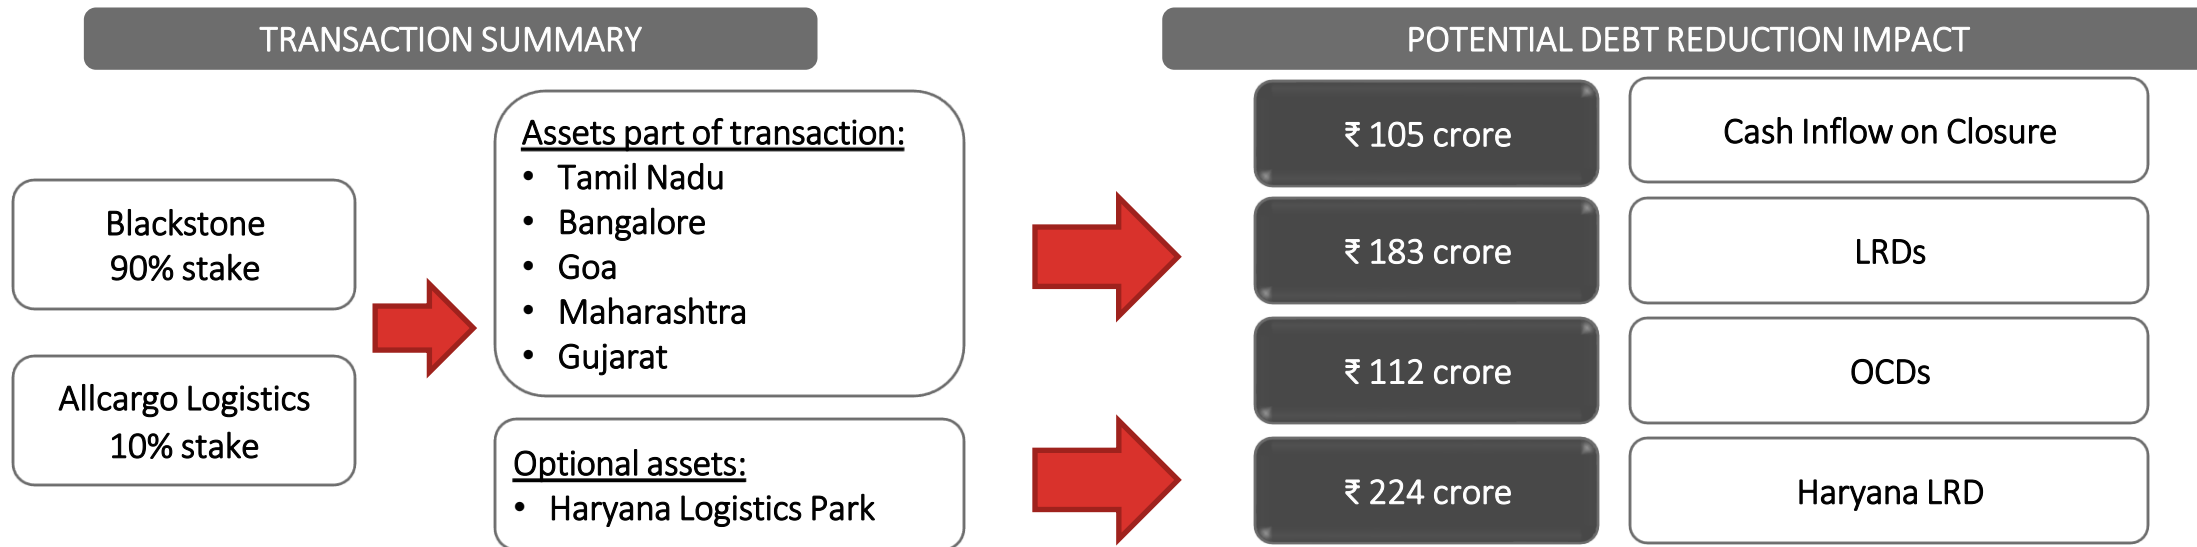 TRANSACTION SUMMARY
Blackstone
90% stake
Allcargo Logistics
10% stake
Assets part of transaction:
• Tamil Nadu
• Bangalore
• Goa
• Maharashtra
• Gujarat
Optional assets:
• Haryana Logistics Park
POTENTIAL DEBT REDUCTION IMPACT
₹ 105 crore
Cash Inflow on Closure
₹ 183 crore
LRDs
₹ 112 crore
OCDs
₹ 224 crore
Haryana LRD